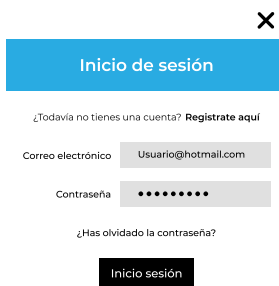 Inicio de sesión
¿Todavía no tienes una cuenta? Registrate aquí
Correo electrónico Usuario@hotmail.com
Contraseña •••••••••
¿Has olvidado la contraseña?
Inicio sesión